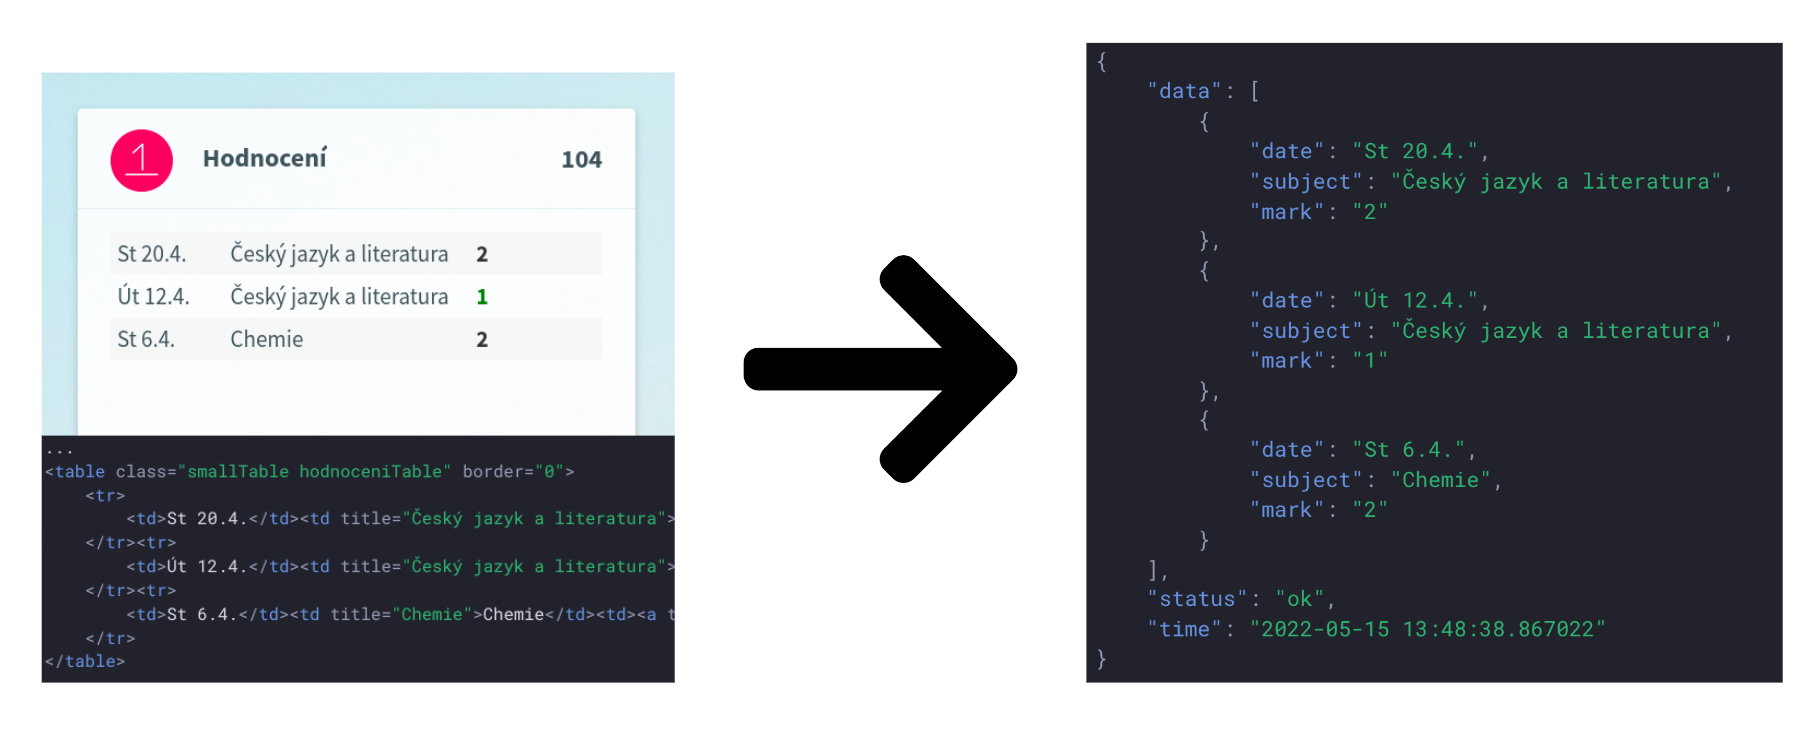 1
Hodnocení 104
St 20.4. Český jazyk a literatura 2
Út 12.4. Český jazyk a literatura 1
St 6.4. Chemie 2
...
<table class="smallTable hodnoceniTable" border="0">
<tr>
<td>St 20.4.</td><td title="Český jazyk a literatura">
</tr><tr>
<td>Út 12.4.</td><td title="Český jazyk a literatura">
</tr><tr>
<td>St 6.4.</td><td title="Chemie">Chemie</td><td><a t
</tr>
</table>
{
"data": [
{
"date": "St 20.4.",
"subject": "Český jazyk a literatura",
"mark": "2"
},
{
"date": "Út 12.4.",
"subject": "Český jazyk a literatura",
"mark": "1"
},
{
"date": "St 6.4.",
"subject": "Chemie",
"mark": "2"
}
],
"status": "ok",
"time": "2022-05-15 13:48:38.867022"
}